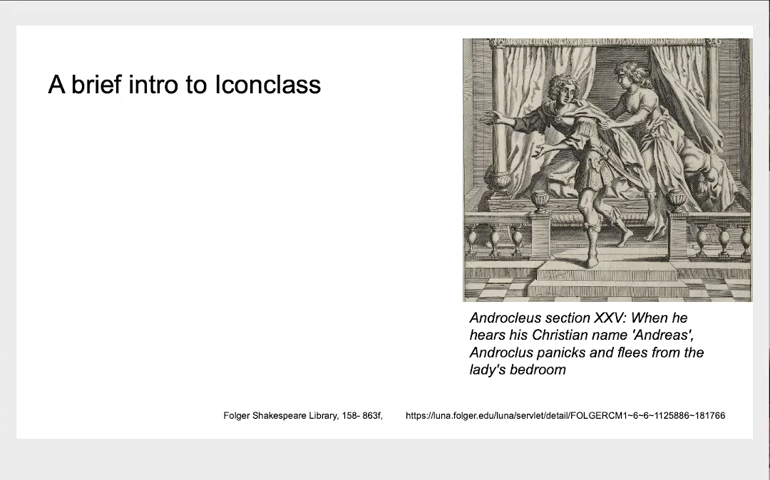 A brief intro to Iconclass
Androcleus section XXV: When he
hears his Christian name 'Andreas',
Androclus panicks and flees from the
lady's bedroom
Folger Shakespeare Library, 158- 863f, https://luna.folger.edu/luna/servlet/detail/FOLGERCM1~6~6~1125886~181766